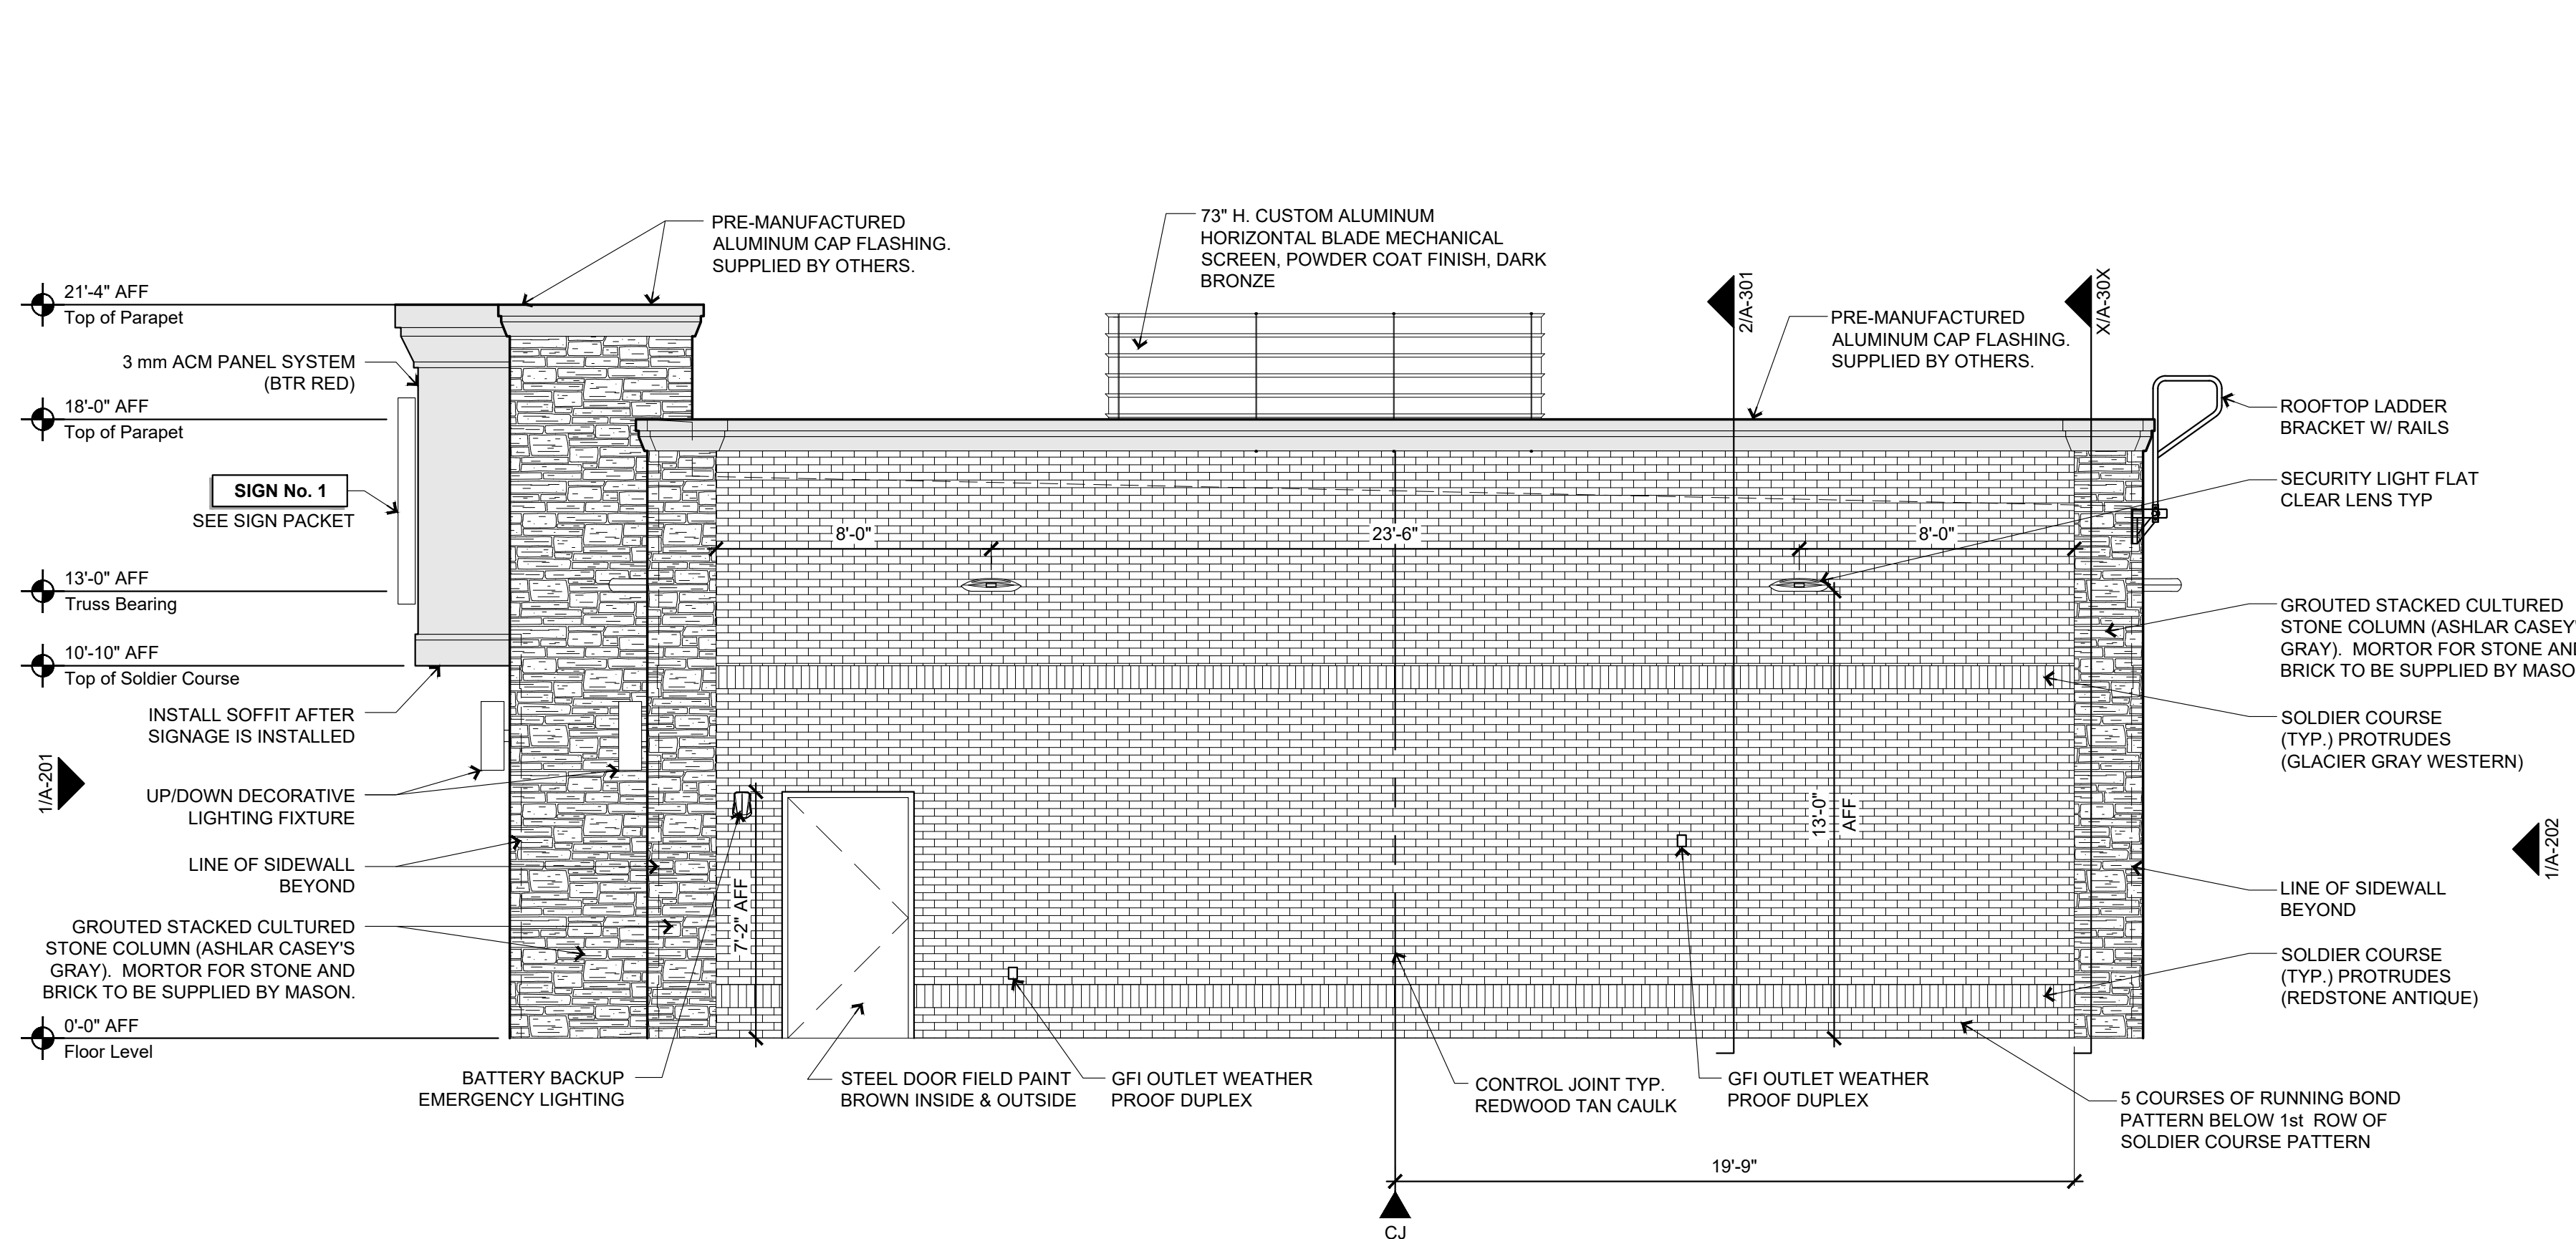 PRE-MANUFACTURED
ALUMINUM CAP FLASHING.
SUPPLIED BY OTHERS.
73" H. CUSTOM ALUMINUM
HORIZONTAL BLADE MECHANICAL
SCREEN, POWDER COAT FINISH, DARK
BRONZE
2/A-301
X/A-30X
PRE-MANUFACTURED
ALUMINUM CAP FLASHING.
SUPPLIED BY OTHERS.
21'-4" AFF
Top of Parapet
3 mm ACM PANEL SYSTEM
(BTR RED)
18'-0" AFF
Top of Parapet
SIGN No. 1
SEE SIGN PACKET
13'-0" AFF
Truss Bearing
10'-10" AFF
Top of Soldier Course
INSTALL SOFFIT AFTER
SIGNAGE IS INSTALLED
1/A-201
UP/DOWN DECORATIVE
LIGHTING FIXTURE
LINE OF SIDEWALL
BEYOND
GROUTED STACKED CULTURED
STONE COLUMN (ASHLAR CASEY'S
GRAY).  MORTOR FOR STONE AND
BRICK TO BE SUPPLIED BY MASON.
0'-0" AFF
Floor Level
8'-0"
23'-6"
8'-0"
13'-0"
AFF
7'-2" AFF
ROOFTOP LADDER
BRACKET W/ RAILS
SECURITY LIGHT FLAT
CLEAR LENS TYP
GROUTED STACKED CULTURED
STONE COLUMN (ASHLAR CASEY'
GRAY).  MORTOR FOR STONE AN
BRICK TO BE SUPPLIED BY MASO
SOLDIER COURSE
(TYP.) PROTRUDES
(GLACIER GRAY WESTERN)
1/A-202
LINE OF SIDEWALL
BEYOND
SOLDIER COURSE
(TYP.) PROTRUDES
(REDSTONE ANTIQUE)
BATTERY BACKUP
EMERGENCY LIGHTING
STEEL DOOR FIELD PAINT
BROWN INSIDE & OUTSIDE
GFI OUTLET WEATHER
PROOF DUPLEX
CONTROL JOINT TYP.
REDWOOD TAN CAULK
GFI OUTLET WEATHER
PROOF DUPLEX
5 COURSES OF RUNNING BOND
PATTERN BELOW 1st  ROW OF
SOLDIER COURSE PATTERN
19'-9"
CJ